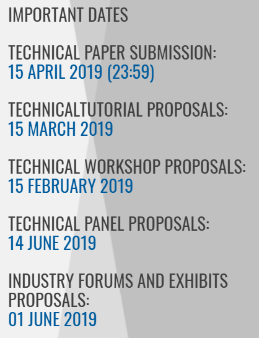 IMPORTANT DATES
TECHNICAL PAPER SUBMISSION:
15 APRIL 2019 (23:59)
TECHNICALTUTORIAL PROPOSALS:
15 MARCH 2019
TECHNICAL WORKSHOP PROPOSALS:
15 FEBRUARY 2019
TECHNICAL PANEL PROPOSALS:
14 JUNE 2019
INDUSTRY FORUMS AND EXHIBITS
PROPOSALS:
01 JUNE 2019